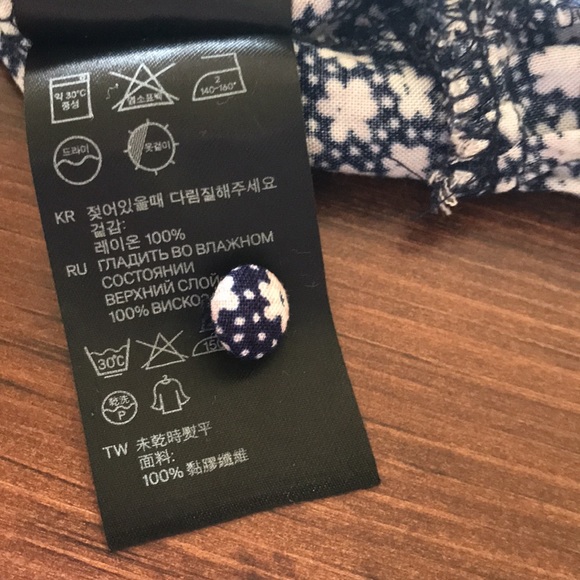 약 30°C
중성
염소표백
2
140-160°
드라이
옷걸이
KR 젖어있을때 다림질해주세요
겉감:
레이온 100%
RU ГЛАДИТЬ ВО ВЛАЖНОМ
СОСТОЯНИИ
ВЕРХНИЙ СЛОЙ
100%
30°C
乾洗
P
TW 未乾時熨平
面料:
100% 黏膠纖維